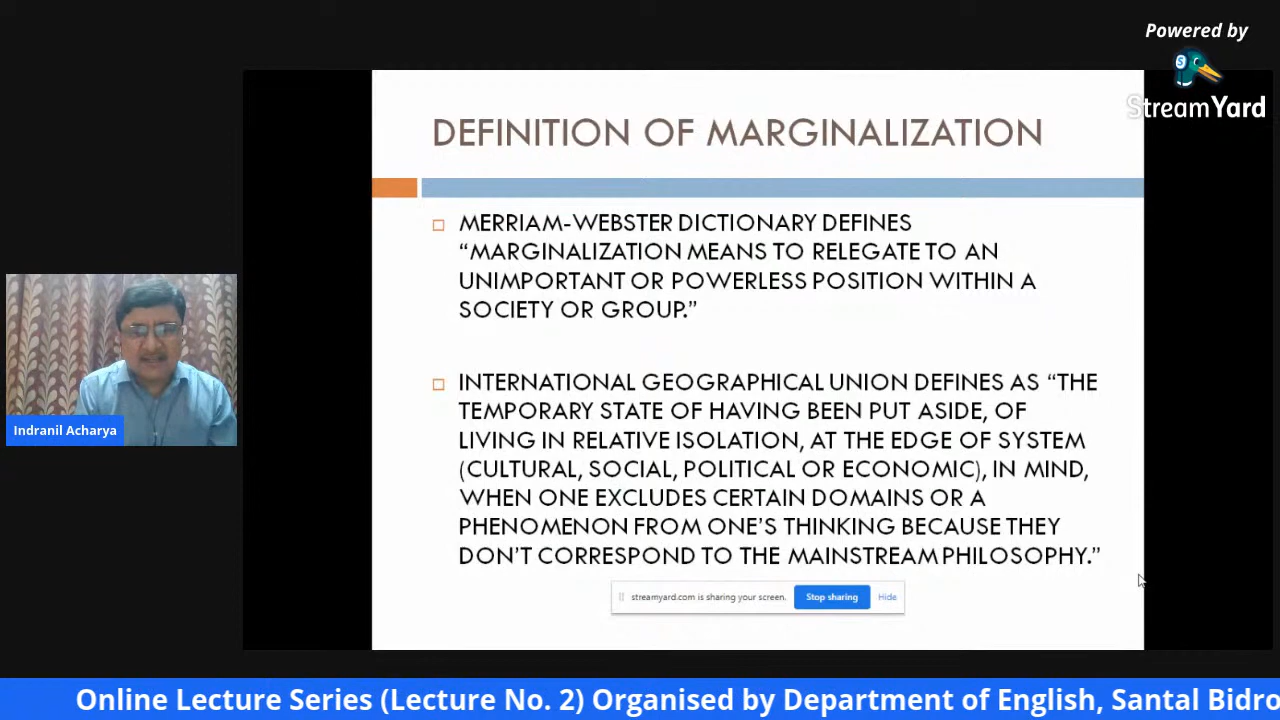 Powered by
StreamYard
DEFINITION OF MARGINALIZATION
MERRIAM-WEBSTER DICTIONARY DEFINES
“MARGINALIZATION MEANS TO RELEGATE TO AN
UNIMPORTANT OR POWERLESS POSITION WITHIN A
SOCIETY OR GROUP.”
INTERNATIONAL GEOGRAPHICAL UNION DEFINES AS “THE
TEMPORARY STATE OF HAVING BEEN PUT ASIDE, OF
LIVING IN RELATIVE ISOLATION, AT THE EDGE OF SYSTEM
(CULTURAL, SOCIAL, POLITICAL OR ECONOMIC), IN MIND,
WHEN ONE EXCLUDES CERTAIN DOMAINS OR A
PHENOMENON FROM ONE’S THINKING BECAUSE THEY
DON’T CORRESPOND TO THE MAINSTREAM PHILOSOPHY.”
Indranil Acharya
streamyard.com is sharing your screen. Stop sharing Hide
Online Lecture Series (Lecture No. 2) Organised by Department of English, Santal Bidro